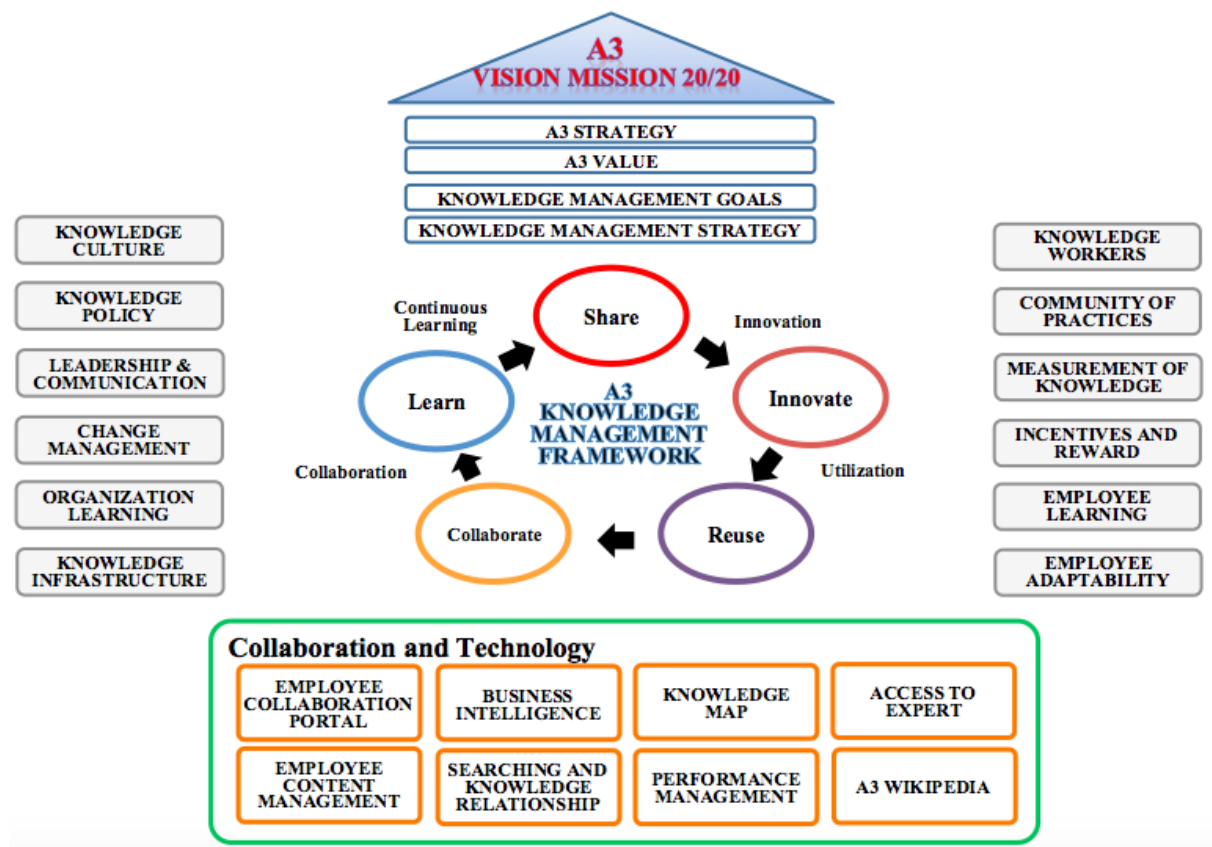 A3
VISION MISSION 20/20
A3 STRATEGY
A3 VALUE
KNOWLEDGE MANAGEMENT GOALS
KNOWLEDGE MANAGEMENT STRATEGY
KNOWLEDGE
CULTURE
KNOWLEDGE
POLICY
LEADERSHIP &
COMMUNICATION
CHANGE
MANAGEMENT
ORGANIZATION
LEARNING
KNOWLEDGE
INFRASTRUCTURE
Continuous
Learning
Share
Innovation
Learn
A3
KNOWLEDGE
MANAGEMENT
FRAMEWORK
Innovate
Collaboration
Utilization
Collaborate
Reuse
KNOWLEDGE
WORKERS
COMMUNITY OF
PRACTICES
MEASUREMENT OF
KNOWLEDGE
INCENTIVES AND
REWARD
EMPLOYEE
LEARNING
EMPLOYEE
ADAPTABILITY
Collaboration and Technology
EMPLOYEE
COLLABORATION
PORTAL
BUSINESS
INTELLIGENCE
KNOWLEDGE
MAP
ACCESS TO
EXPERT
EMPLOYEE
CONTENT
MANAGEMENT
SEARCHING AND
KNOWLEDGE
RELATIONSHIP
PERFORMANCE
MANAGEMENT
A3 WIKIPEDIA